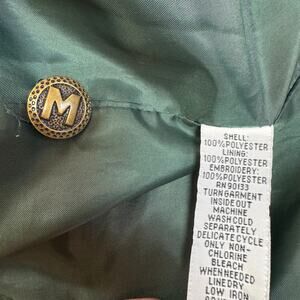 M
SHELL:
100%POLYESTER
LINING:
100%POLYESTER
EMBROIDERY:
100%POLYESTER
RN 90133
TURN GARMENT
INSIDE OUT
MACHINE
WASH COLD
SEPARATELY
DELICATE CYCLE
ONLY NON-
CHLORINE
BLEACH
WHEN NEEDED
LINE DRY
LOW IRON